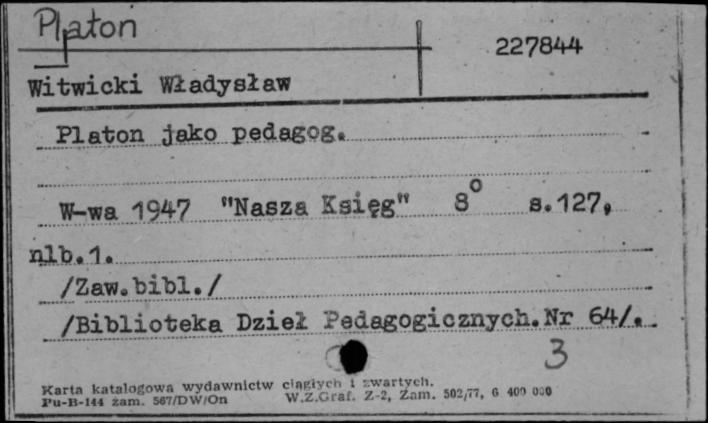 Platon
227844
Witwicki Władysław
Platon jako pedagog.
W-wa 1947 "Nasza Księg" 8° s.127,
nlb.1.
/Zaw.bibl./
/Biblioteka Dzieł Pedagogicznych.Nr 64/.
3
Karta katalogowa wydawnictw ciągłych i zwartych.
Pu-B-144 zam. 567/DW/On W.Z.Graf. Z-2, Zam. 502/77, 6 400 000